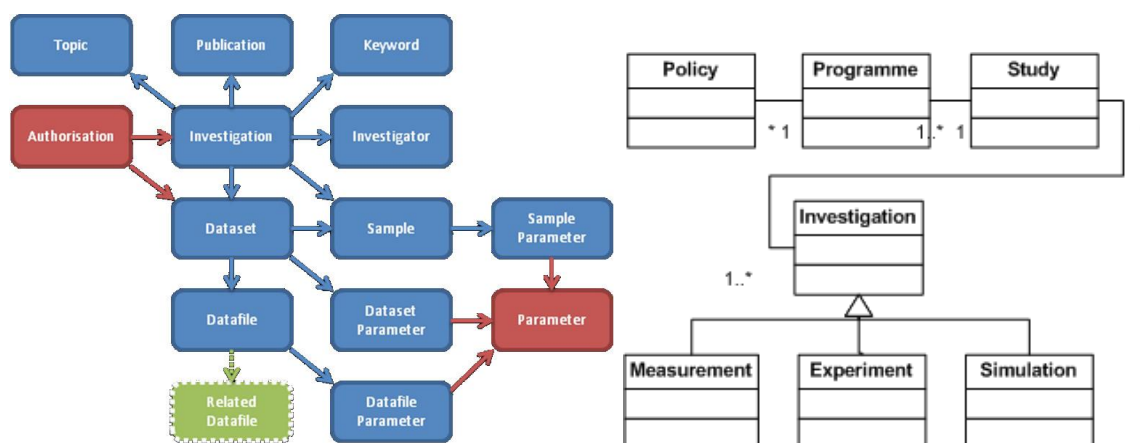 Topic
Publication
Keyword
Authorisation
Investigation
Investigator
Dataset
Sample
Sample
Parameter
Datafile
Dataset
Parameter
Parameter
Related
Datafile
Datafile
Parameter
Policy
Programme
Study
* 1
1..* 1
Investigation
1..*
Measurement
Experiment
Simulation